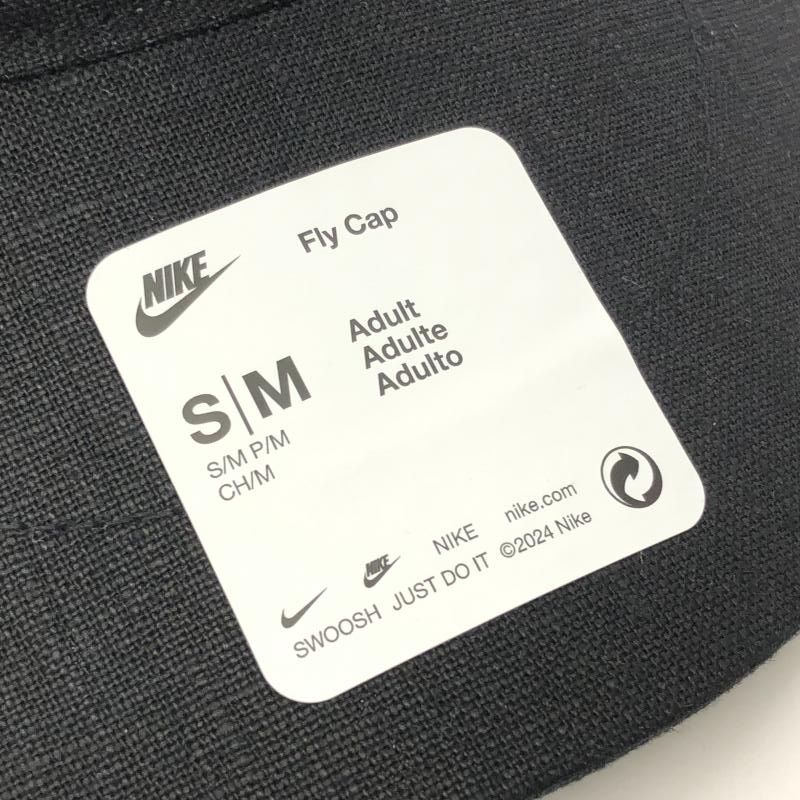 NIKE
Fly Cap
Adult
Adulte
Adulto
S|M
S/M P/M
CH/M
NIKE NIKE nike.com
SWOOSH JUST DO IT ©2024 Nike